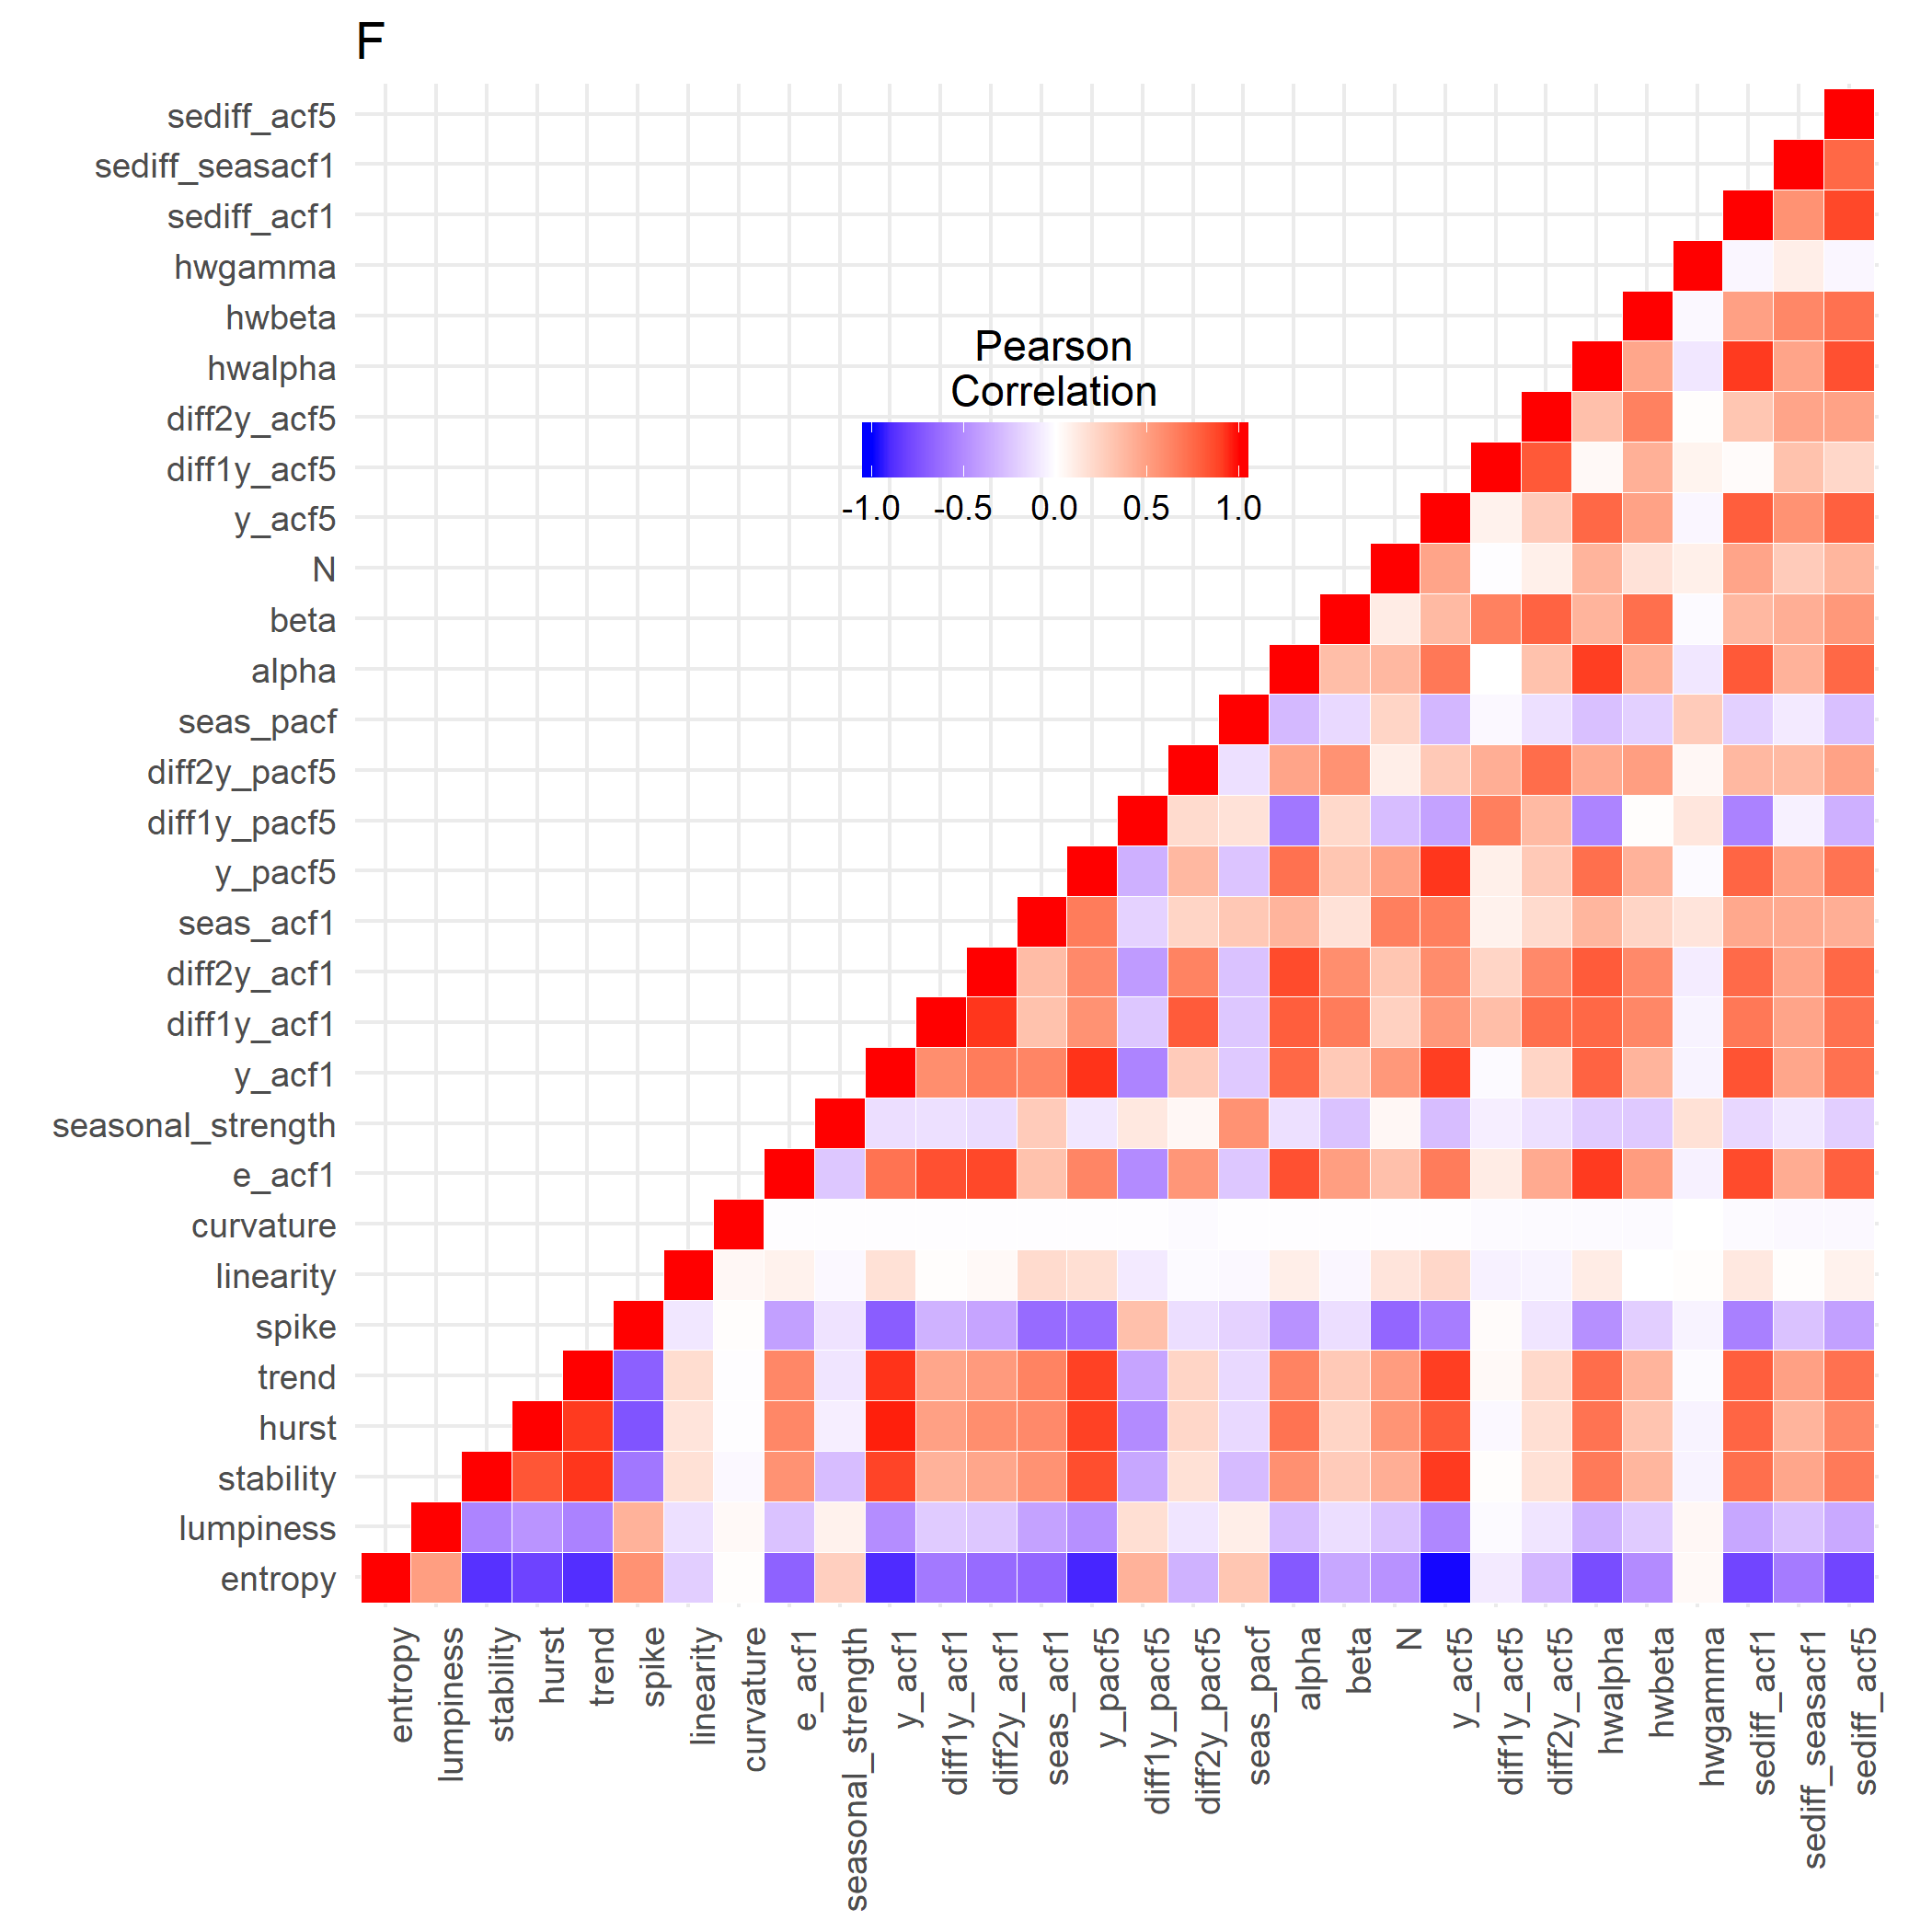 F
sediff_acf5
sediff_seasacf1
sediff_acf1
hwgamma
hwbeta
hwalpha
diff2y_acf5
diff1y_acf5
y_acf5
N
beta
alpha
seas_pacf
diff2y_pacf5
diff1y_pacf5
y_pacf5
seas_acf1
diff2y_acf1
diff1y_acf1
y_acf1
seasonal_strength
e_acf1
curvature
linearity
spike
trend
hurst
stability
lumpiness
entropy
Pearson
Correlation
-1.0 -0.5 0.0 0.5 1.0
entropy
lumpiness
stability
hurst
trend
spike
linearity
curvature
e_acf1
seasonal_strength
y_acf1
diff1y_acf1
diff2y_acf1
seas_acf1
y_pacf5
diff1y_pacf5
diff2y_pacf5
seas_pacf
alpha
beta
N
y_acf5
diff1y_acf5
diff2y_acf5
hwalpha
hwbeta
hwgamma
sediff_acf1
sediff_seasacf1
sediff_acf5